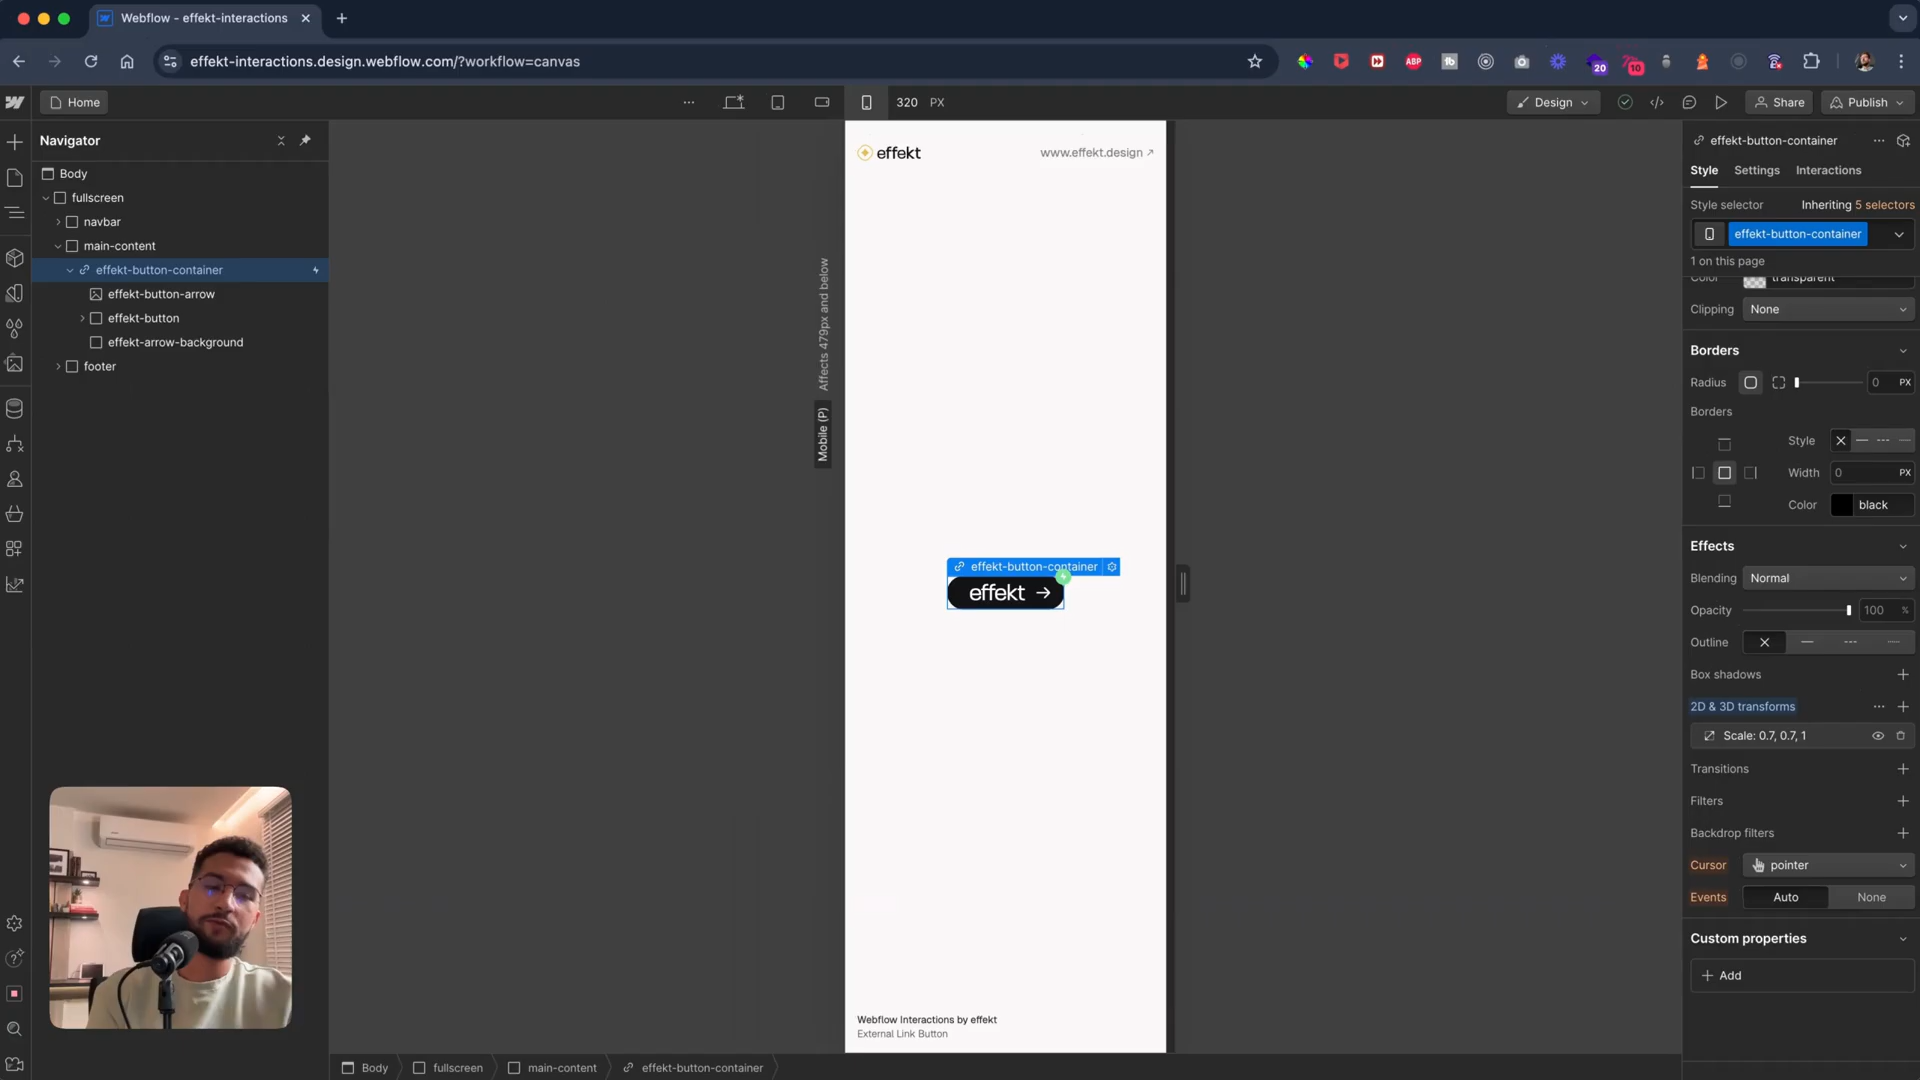 Webflow - effekt-interactions
effekt-interactions.design.webflow.com/?workflow=canvas
ABP
fb
20
10
Home
320 PX
Design
Share
Publish
Navigator
effekt-button-container
Body
Style Settings Interactions
fullscreen
Style selector Inheriting 5 selectors
navbar
effekt-button-container
main-content
1 on this page
effekt-button-container
effekt-button-arrow
effekt-button
effekt-arrow-background
footer
effekt
www.effekt.design ↗
Affects 479px and below
Mobile (P)
effekt-button-container
effekt →
Webflow Interactions by effekt
External Link Button
Color transparent
Clipping None
Borders
Radius 0 PX
Borders
Style
Width 0 PX
Color black
Effects
Blending Normal
Opacity 100 %
Outline
Box shadows
2D & 3D transforms
Scale: 0.7, 0.7, 1
Transitions
Filters
Backdrop filters
Cursor pointer
Events Auto None
Custom properties
Add
Body fullscreen main-content effekt-button-container